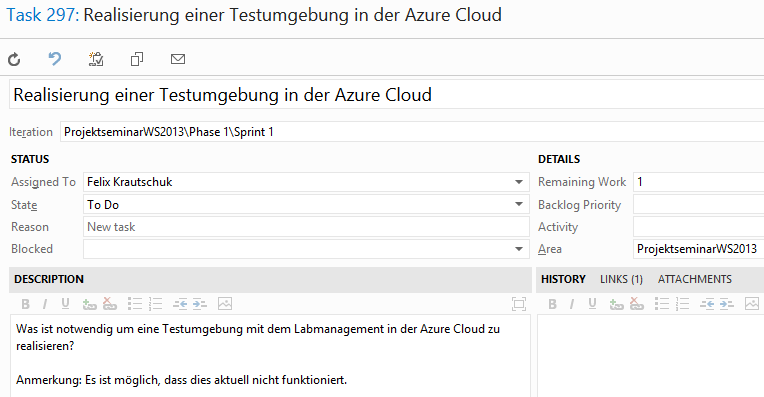 Task 297: Realisierung einer Testumgebung in der Azure Cloud
Realisierung einer Testumgebung in der Azure Cloud
Iteration ProjektseminarWS2013\Phase 1\Sprint 1
STATUS DETAILS
Assigned To Felix Krautschuk Remaining Work 1
State To Do Backlog Priority
Reason New task Activity
Blocked Area ProjektseminarWS2013
DESCRIPTION HISTORY LINKS (1) ATTACHMENTS
B I U B I U
Was ist notwendig um eine Testumgebung mit dem Labmanagement in der Azure Cloud zu
realisieren?
Anmerkung: Es ist möglich, dass dies aktuell nicht funktioniert.